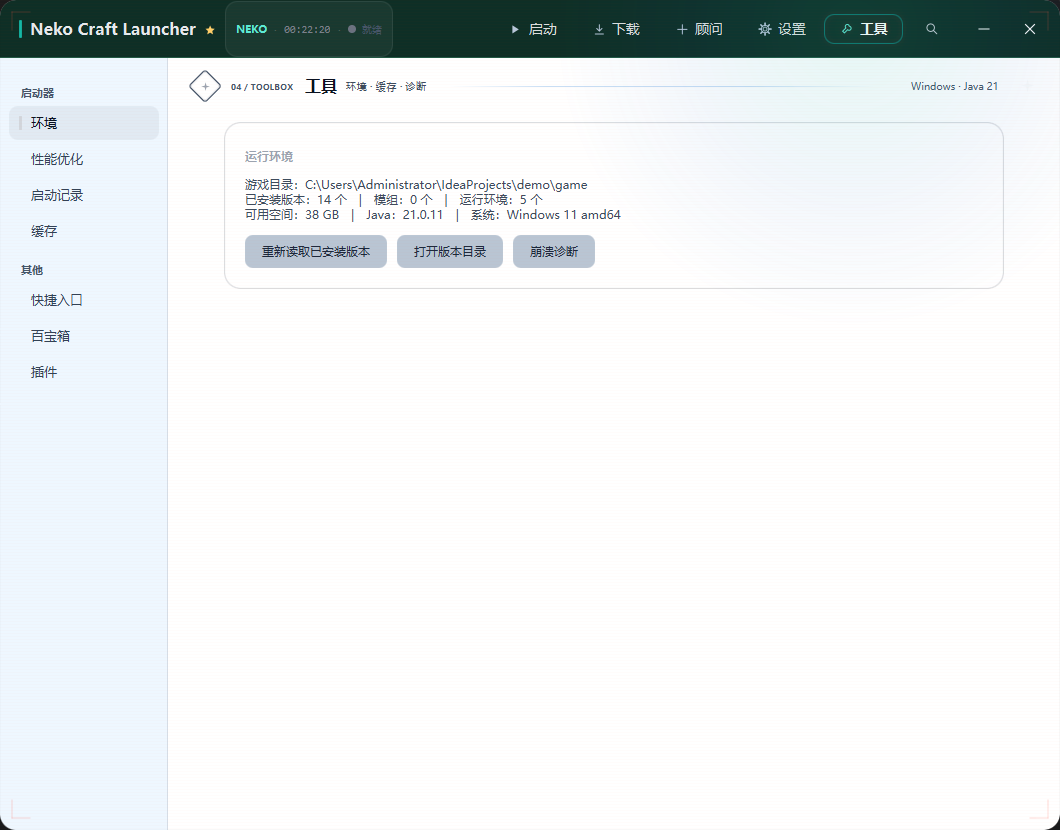 Neko Craft Launcher ★ NEKO · 00:22:20 · 就绪 启动 下载 顾问 设置 工具
启动器
环境
性能优化
启动记录
缓存
其他
快捷入口
百宝箱
插件
04 / TOOLBOX 工具 环境 · 缓存 · 诊断 Windows · Java 21
运行环境
游戏目录：C:\Users\Administrator\IdeaProjects\demo\game
已安装版本：14 个 | 模组：0 个 | 运行环境：5 个
可用空间：38 GB | Java：21.0.11 | 系统：Windows 11 amd64
重新读取已安装版本 打开版本目录 崩溃诊断